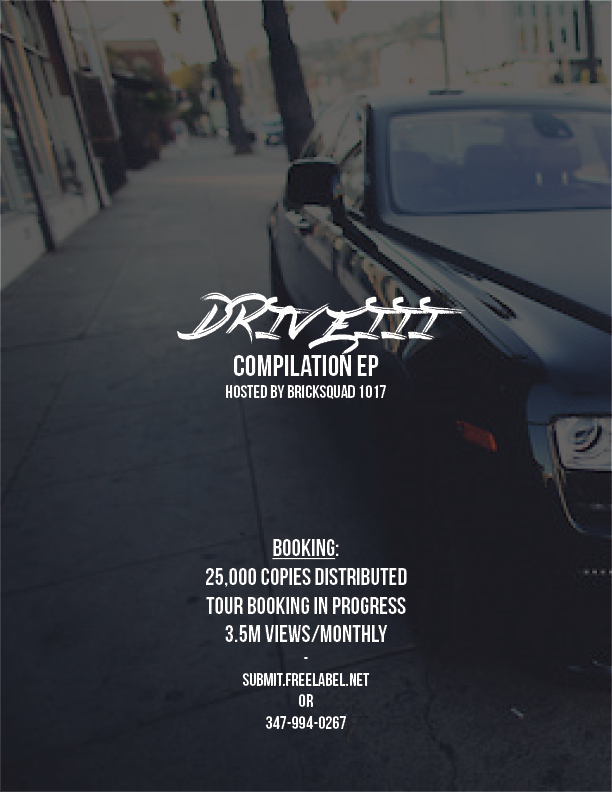 DRIVE III
COMPILATION EP
HOSTED BY BRICKSQUAD 1017
BOOKING:
25,000 COPIES DISTRIBUTED
TOUR BOOKING IN PROGRESS
3.5M VIEWS/MONTHLY
-
SUBMIT.FREELABEL.NET
OR
347-994-0267